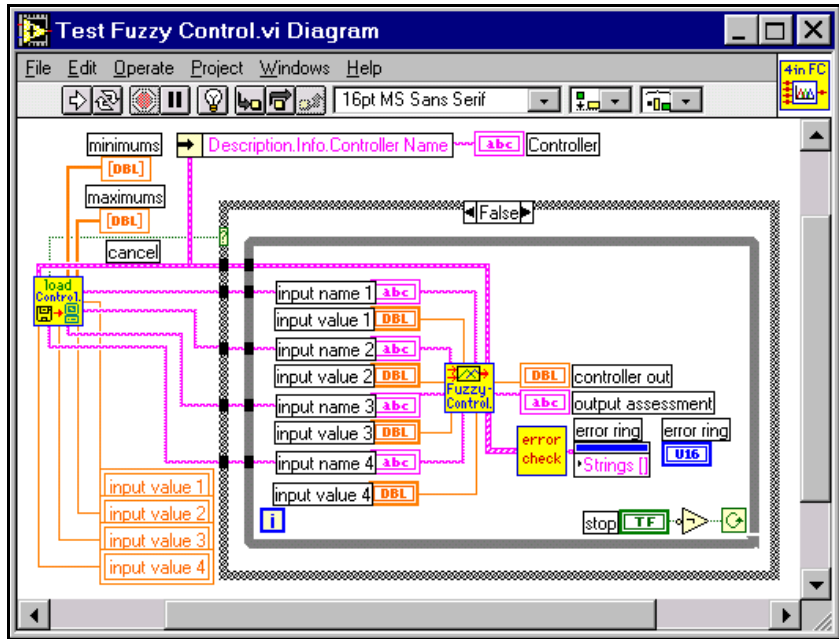 Test Fuzzy Control.vi Diagram
File Edit Operate Project Windows Help
4in FC
16pt MS Sans Serif
minimums
[DBL]
Description.Info.Controller Name
abc
Controller
maximums
[DBL]
False
cancel
?
load
Control.
input name 1
abc
input value 1
DBL
input name 2
abc
input value 2
DBL
input name 3
abc
input value 3
DBL
input name 4
abc
input value 4
DBL
Fuzzy-
Control.
DBL
controller out
abc
output assessment
error
check
error ring
Strings []
error ring
U16
i
stop
TF
input value 1
input value 2
input value 3
input value 4